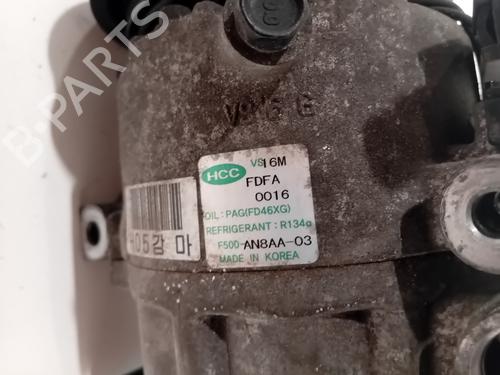 VS16 G
HCC VS16M
FDFA
0016
OIL: PAG(FD46XG)
REFRIGERANT: R134a
F500-AN8AA-03
MADE IN KOREA
H05감 마
B-PARTS